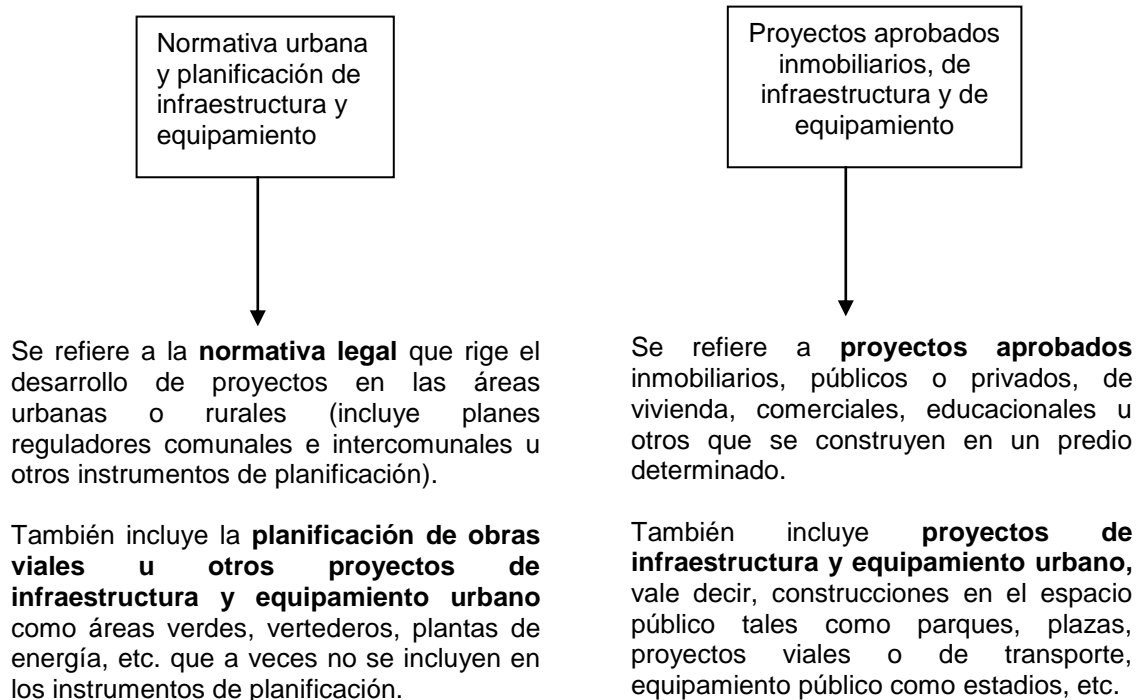 Normativa urbana
y planificación de
infraestructura y
equipamiento
Se refiere a la normativa legal que rige el
desarrollo de proyectos en las áreas
urbanas o rurales (incluye planes
reguladores comunales e intercomunales u
otros instrumentos de planificación).
También incluye la planificación de obras
viales u otros proyectos de
infraestructura y equipamiento urbano
como áreas verdes, vertederos, plantas de
energía, etc. que a veces no se incluyen en
los instrumentos de planificación.
Proyectos aprobados
inmobiliarios, de
infraestructura y de
equipamiento
Se refiere a proyectos aprobados
inmobiliarios, públicos o privados, de
vivienda, comerciales, educacionales u
otros que se construyen en un predio
determinado.
También incluye proyectos de
infraestructura y equipamiento urbano,
vale decir, construcciones en el espacio
público tales como parques, plazas,
proyectos viales o de transporte,
equipamiento público como estadios, etc.